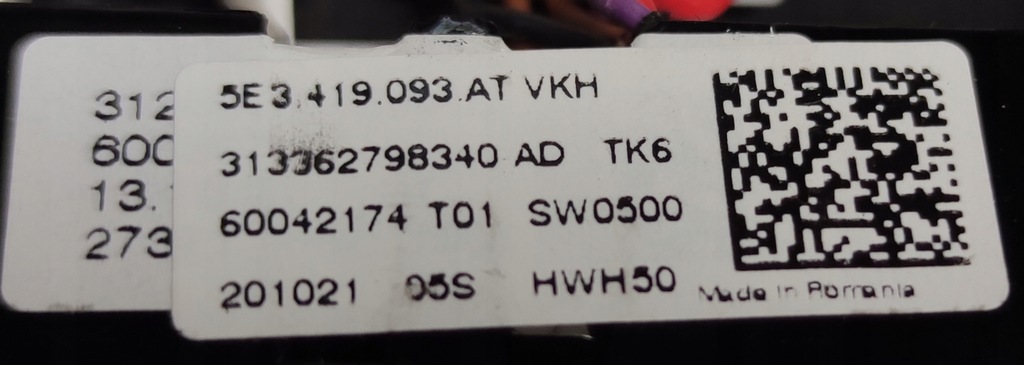 312
600
13.
273
5E3.419.093.AT VKH
313362798340 AD TK6
60042174 T01 SW0500
201021 05S HWH50
Made In Romania